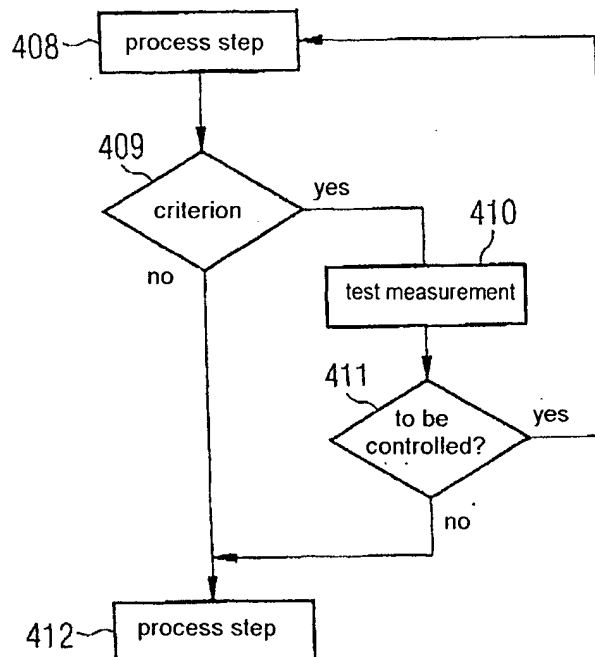 process step
408
409
criterion
yes
no
410
test measurement
411
to be
controlled?
yes
no
process step
412